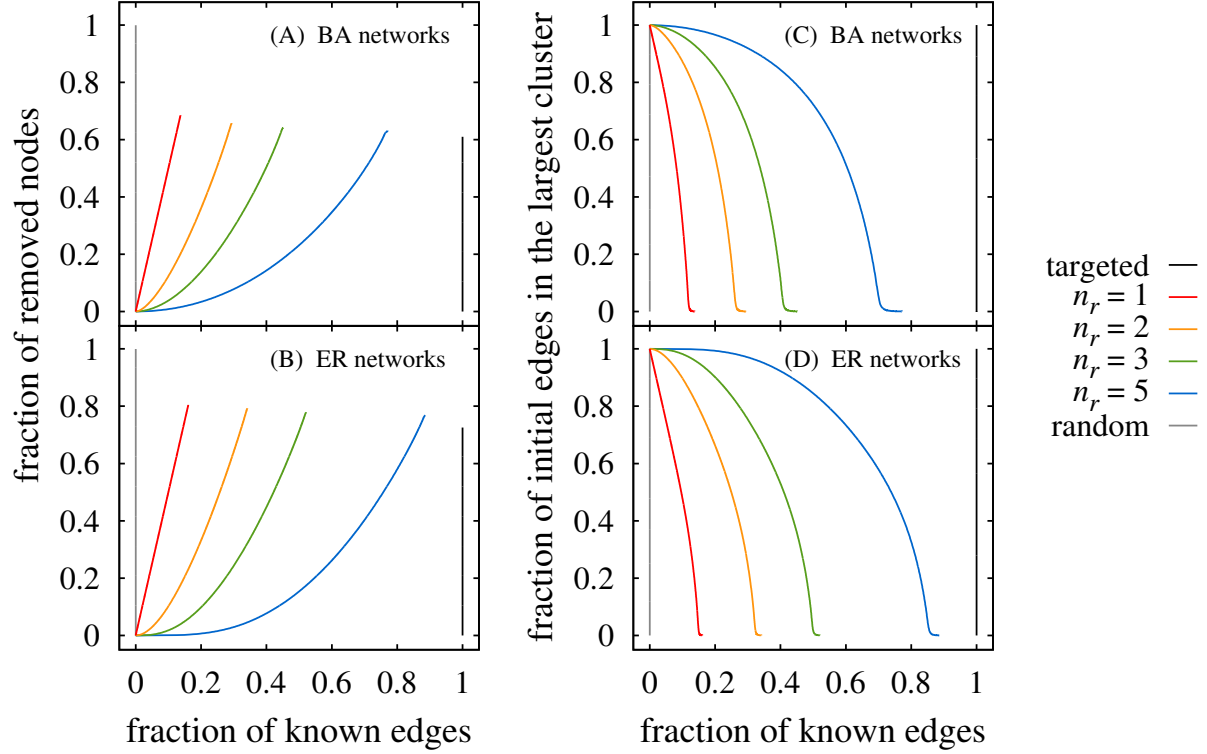 fraction of removed nodes
1
0.8
0.6
0.4
0.2
0
(A) BA networks
1
0.8
0.6
0.4
0.2
0
(B) ER networks
0
0.2
0.4
0.6
0.8
1
fraction of known edges
fraction of initial edges in the largest cluster
1
0.8
0.6
0.4
0.2
0
(C) BA networks
1
0.8
0.6
0.4
0.2
0
(D) ER networks
0
0.2
0.4
0.6
0.8
1
fraction of known edges
targeted
n_r = 1
n_r = 2
n_r = 3
n_r = 5
random